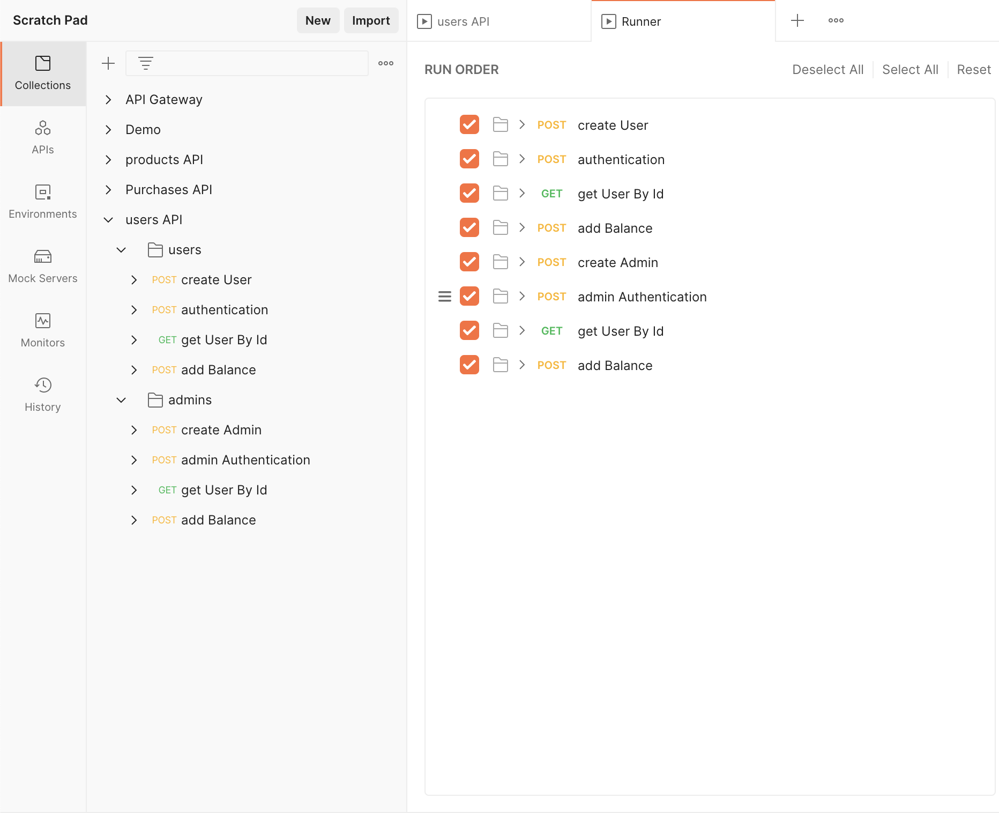 Scratch Pad
New
Import
users API
Runner
Collections
APIs
Environments
Mock Servers
Monitors
History
API Gateway
Demo
products API
Purchases API
users API
users
POST create User
POST authentication
GET get User By Id
POST add Balance
admins
POST create Admin
POST admin Authentication
GET get User By Id
POST add Balance
RUN ORDER
Deselect All
Select All
Reset
POST create User
POST authentication
GET get User By Id
POST add Balance
POST create Admin
POST admin Authentication
GET get User By Id
POST add Balance